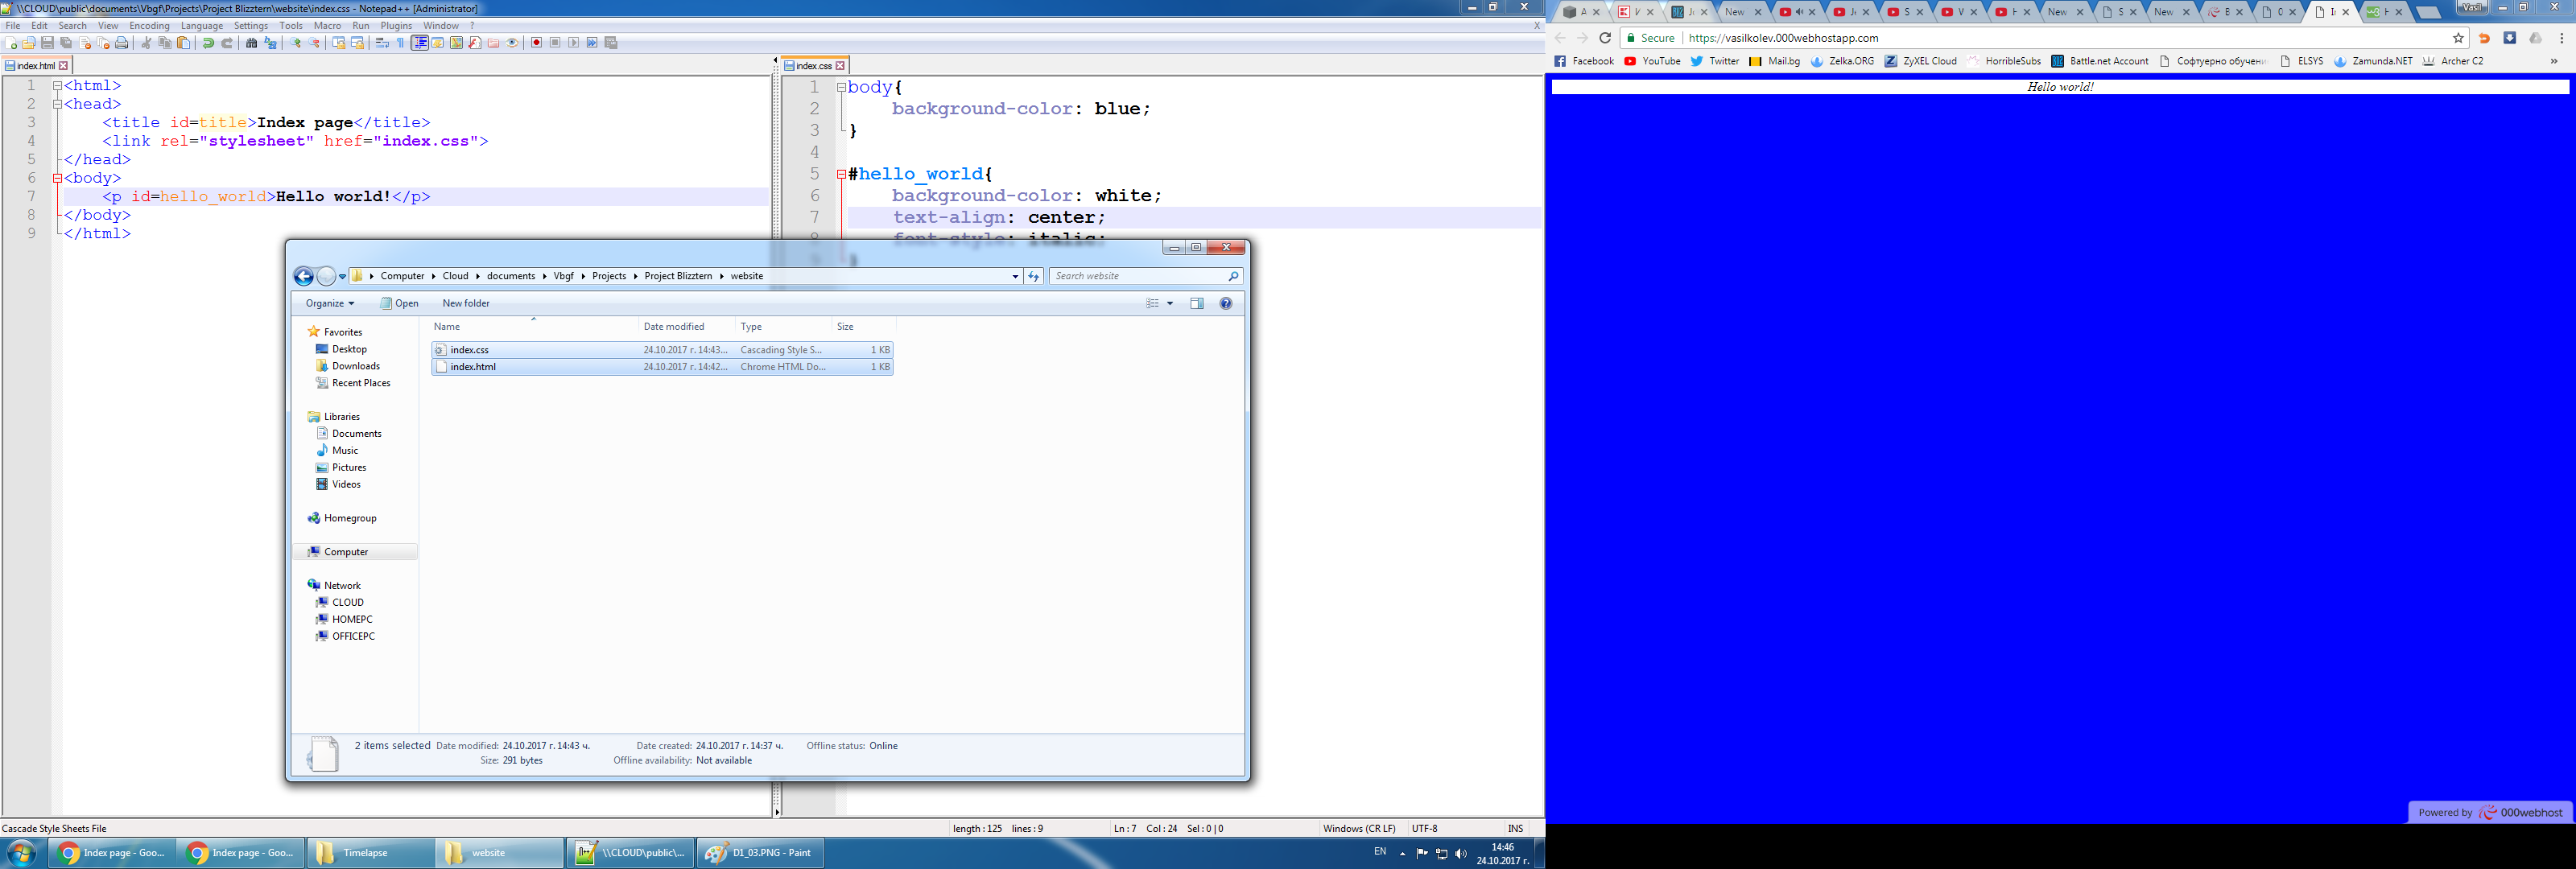 \\CLOUD\public\documents\Vbgf\Projects\Project Blizztern\website\index.css - Notepad++ [Administrator]
File Edit Search View Encoding Language Settings Tools Macro Run Plugins Window ? X
index.html
1 <html>
2 <head>
3 <title id=title>Index page</title>
4 <link rel="stylesheet" href="index.css">
5 </head>
6 <body>
7 <p id=hello_world>Hello world!</p>
8 </body>
9 </html>
index.css
1 body{
2 background-color: blue;
3 }
4
5 #hello_world{
6 background-color: white;
7 text-align: center;
font-style: italic;
Computer Cloud documents Vbgf Projects Project Blizztern website
Search website
Organize Open New folder
Favorites
Desktop
Downloads
Recent Places
Libraries
Documents
Music
Pictures
Videos
Homegroup
Computer
Network
CLOUD
HOMEPC
OFFICEPC
Name Date modified Type Size
index.css 24.10.2017 г. 14:43... Cascading Style S... 1 KB
index.html 24.10.2017 г. 14:42... Chrome HTML Do... 1 KB
2 items selected Date modified: 24.10.2017 г. 14:43 ч. Date created: 24.10.2017 г. 14:37 ч. Offline status: Online
Size: 291 bytes Offline availability: Not available
Cascade Style Sheets File length : 125 lines : 9 Ln : 7 Col : 24 Sel : 0 | 0 Windows (CR LF) UTF-8 INS
Index page - Goo... Index page - Goo... Timelapse website \\CLOUD\public\... D1_03.PNG - Paint EN 14:46
24.10.2017 г.
New New New Vasil
Secure https://vasilkolev.000webhostapp.com
Facebook YouTube Twitter Mail.bg Zelka.ORG ZyXEL Cloud HorribleSubs Battle.net Account Софтуерно обучени ELSYS Zamunda.NET Archer C2 »
Hello world!
Powered by 000webhost